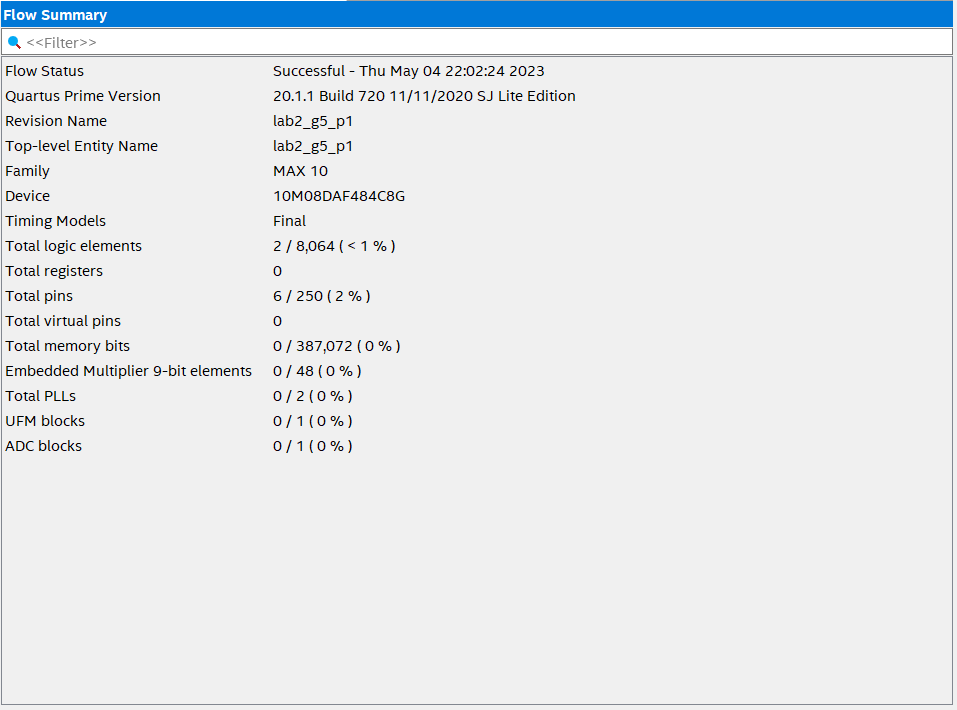 Flow Summary
<<Filter>>
Flow Status Successful - Thu May 04 22:02:24 2023
Quartus Prime Version 20.1.1 Build 720 11/11/2020 SJ Lite Edition
Revision Name lab2_g5_p1
Top-level Entity Name lab2_g5_p1
Family MAX 10
Device 10M08DAF484C8G
Timing Models Final
Total logic elements 2 / 8,064 ( < 1 % )
Total registers 0
Total pins 6 / 250 ( 2 % )
Total virtual pins 0
Total memory bits 0 / 387,072 ( 0 % )
Embedded Multiplier 9-bit elements 0 / 48 ( 0 % )
Total PLLs 0 / 2 ( 0 % )
UFM blocks 0 / 1 ( 0 % )
ADC blocks 0 / 1 ( 0 % )